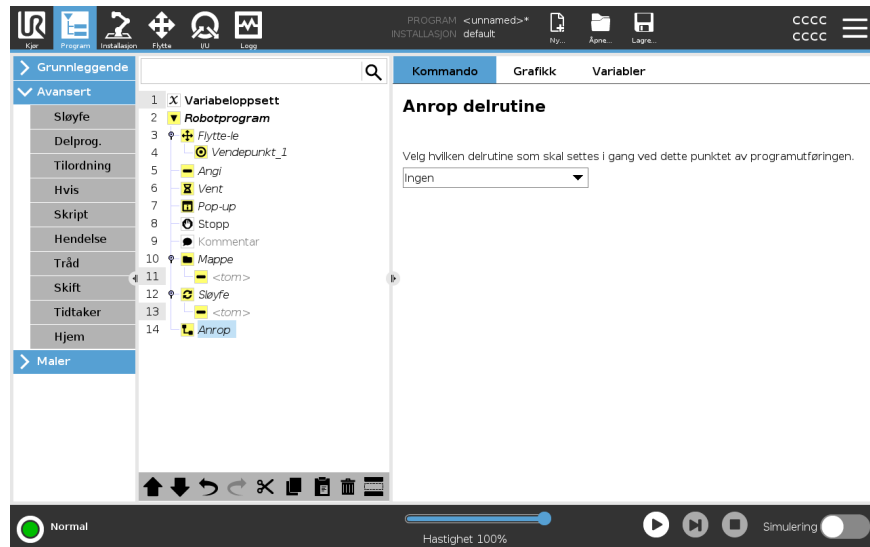 UR
PROGRAM <unnamed>*
INSTALLASJON default
Kjør Program Installasjon Flytte I/U Logg
Ny... Åpne... Lagre...
CCCC
CCCC
Grunnleggende
Avansert
Sløyfe
Delprog.
Tilordning
Hvis
Skript
Hendelse
Tråd
Skift
Tidtaker
Hjem
Maler
1 X Variabeloppsett
2 Robotprogram
3 Flytte-le
4 Vendepunkt_1
5 Angi
6 Vent
7 Pop-up
8 Stopp
9 Kommentar
10 Mappe
11 <tom>
12 Sløyfe
13 <tom>
14 Anrop
Kommando Grafikk Variabler
Anrop delrutine
Velg hvilken delrutine som skal settes i gang ved dette punktet av programutføringen.
Ingen
Normal
Hastighet 100%
Simulering